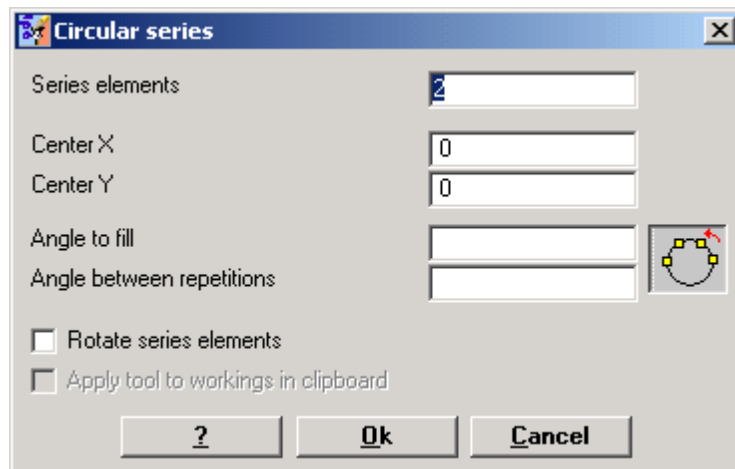 Circular series
Series elements 2
Center X 0
Center Y 0
Angle to fill
Angle between repetitions
Rotate series elements
Apply tool to workings in clipboard
? Ok Cancel